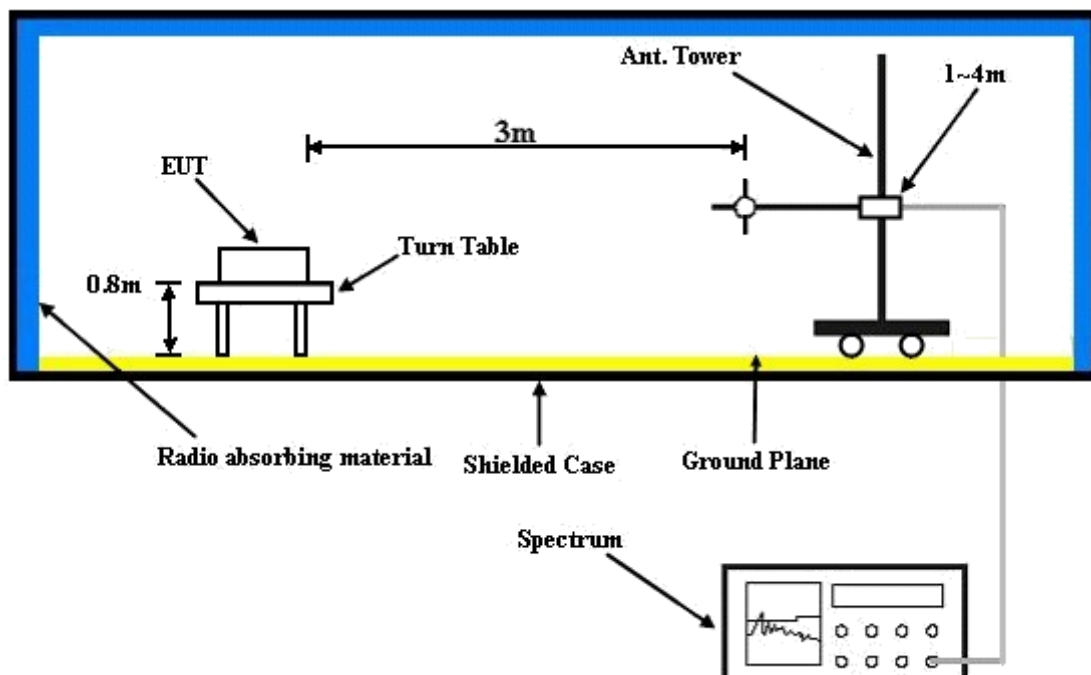 Ant. Tower
1~4m
3m
EUT
Turn Table
0.8m
Radio absorbing material
Shielded Case
Ground Plane
Spectrum